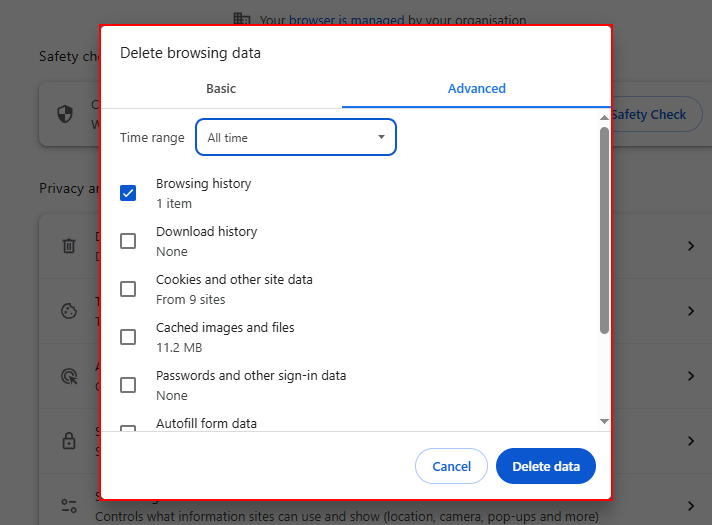 Your browser is managed by your organisation
Safety che
Delete browsing data
Basic
Advanced
Safety Check
Time range
All time
Privacy an
Browsing history
1 item
Download history
None
Cookies and other site data
From 9 sites
Cached images and files
11.2 MB
Passwords and other sign-in data
None
Autofill form data
Cancel
Delete data
Controls what information sites can use and show (location, camera, pop-ups and more)